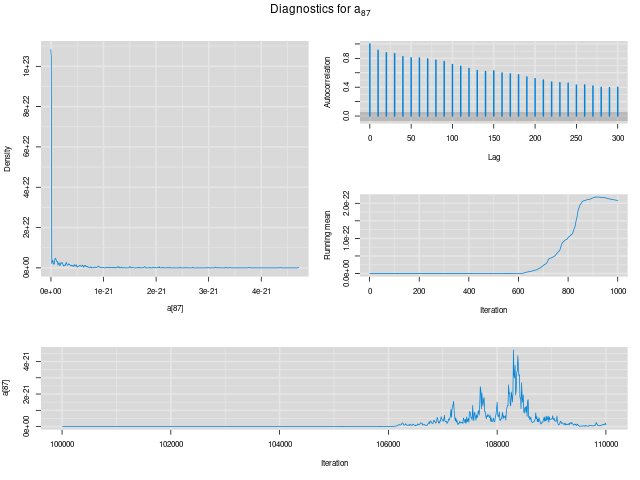 Diagnostics for a87
Density
0e+00 2e+22 4e+22 6e+22 8e+22 1e+23
0e+00 1e-21 2e-21 3e-21 4e-21
a[87]
Autocorrelation
0.0 0.4 0.8
0 50 100 150 200 250 300
Lag
Running mean
0.0e+00 1.0e-22 2.0e-22
0 200 400 600 800 1000
Iteration
a[87]
0e+00 2e-21 4e-21
100000 102000 104000 106000 108000 110000
Iteration